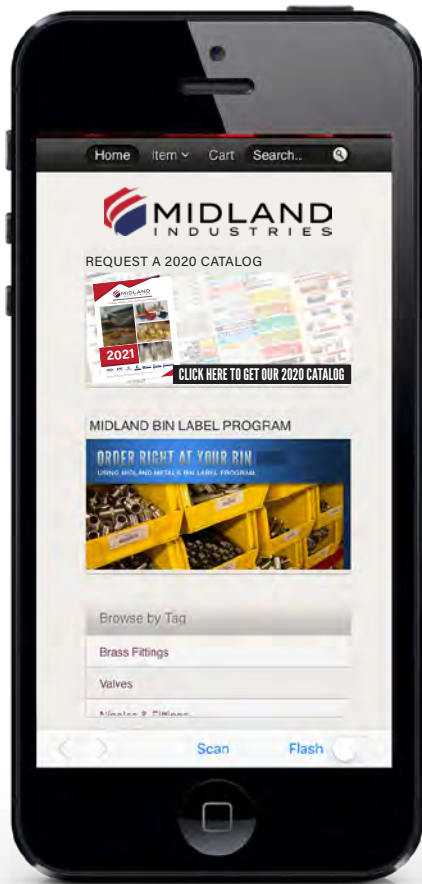 Home Item Cart Search..
MIDLAND
INDUSTRIES
REQUEST A 2020 CATALOG
MIDLAND
2021
CLICK HERE TO GET OUR 2020 CATALOG
MIDLAND BIN LABEL PROGRAM
ORDER RIGHT AT YOUR BIN
USING MIDLAND METALS BIN LABEL PROGRAM
Browse by Tag
Brass Fittings
Valves
Nipples & Fittings
Scan Flash